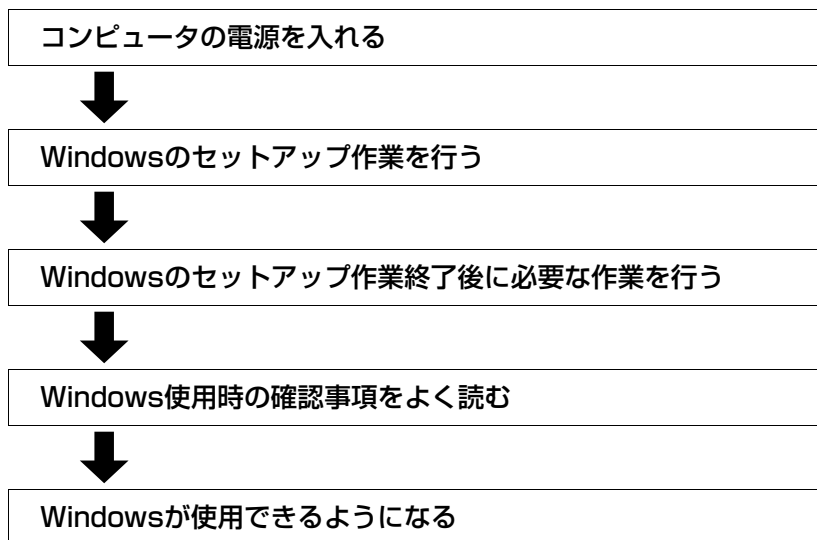 コンピュータの電源を入れる
Windowsのセットアップ作業を行う
Windowsのセットアップ作業終了後に必要な作業を行う
Windows使用時の確認事項をよく読む
Windowsが使用できるようになる